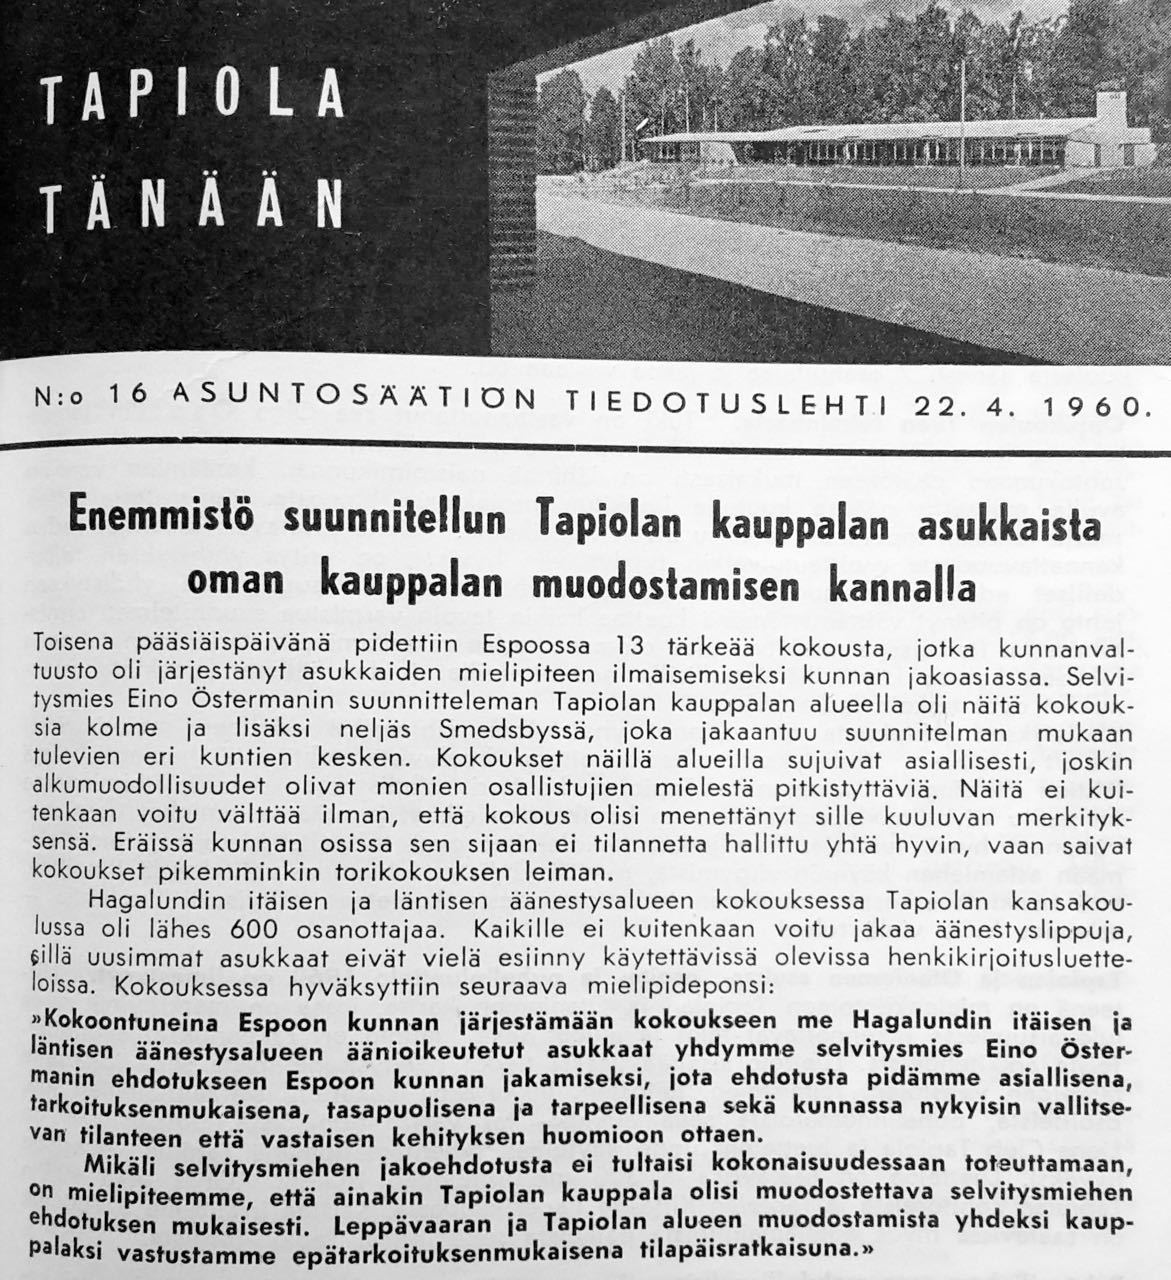 TAPIOLA
TÄNÄÄN
N:o 16 ASUNTOSÄÄTIÖN TIEDOTUSLEHTI 22. 4. 1960.
Enemmistö suunnitellun Tapiolan kauppalan asukkaista
oman kauppalan muodostamisen kannalla
Toisena pääsiäispäivänä pidettiin Espoossa 13 tärkeää kokousta, jotka kunnanval-
tuusto oli järjestänyt asukkaiden mielipiteen ilmaisemiseksi kunnan jakoasiassa. Selvi-
tysmies Eino Östermanin suunnitteleman Tapiolan kauppalan alueella oli näitä kokouk-
sia kolme ja lisäksi neljäs Smedsbyssä, joka jakaantuu suunnitelman mukaan
tulevien eri kuntien kesken. Kokoukset näillä alueilla sujuivat asiallisesti, joskin
alkumuodollisuudet olivat monien osallistujien mielestä pitkistyttäviä. Näitä ei kui-
tenkaan voitu välttää ilman, että kokous olisi menettänyt sille kuuluvan merkityk-
sensä. Eräissä kunnan osissa sen sijaan ei tilannetta hallittu yhtä hyvin, vaan saivat
kokoukset pikemminkin torikokouksen leiman.
Hagalundin itäisen ja läntisen äänestysalueen kokouksessa Tapiolan kansakou-
lussa oli lähes 600 osanottajaa. Kaikille ei kuitenkaan voitu jakaa äänestyslippuja,
sillä uusimmat asukkaat eivät vielä esiinny käytettävissä olevissa henkikirjoitusluette-
loissa. Kokouksessa hyväksyttiin seuraava mielipideponsi:
»Kokoontuneina Espoon kunnan järjestämään kokoukseen me Hagalundin itäisen ja
läntisen äänestysalueen äänioikeutetut asukkaat yhdymme selvitysmies Eino Öster-
manin ehdotukseen Espoon kunnan jakamiseksi, jota ehdotusta pidämme asiallisena,
tarkoituksenmukaisena, tasapuolisena ja tarpeellisena sekä kunnassa nykyisin vallitse-
van tilanteen että vastaisen kehityksen huomioon ottaen.
Mikäli selvitysmiehen jakoehdotusta ei tultaisi kokonaisuudessaan toteuttamaan,
on mielipiteemme, että ainakin Tapiolan kauppala olisi muodostettava selvitysmiehen
ehdotuksen mukaisesti. Leppävaaran ja Tapiolan alueen muodostamista yhdeksi kaup-
palaksi vastustamme epätarkoituksenmukaisena tilapäisratkaisuna.»